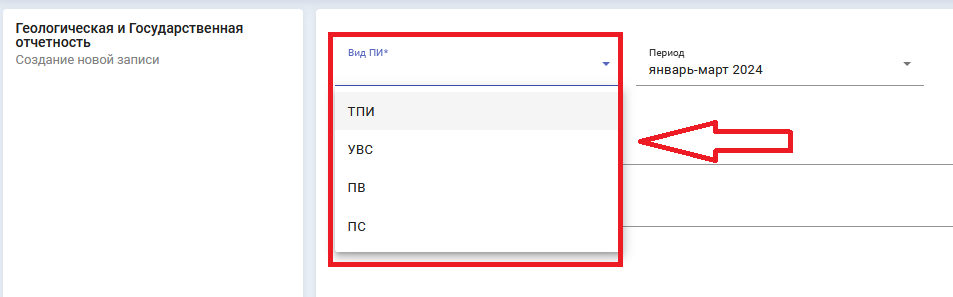 Геологическая и Государственная
отчетность
Создание новой записи
Вид ПИ*
Период
январь-март 2024
ТПИ
УВС
ПВ
ПС